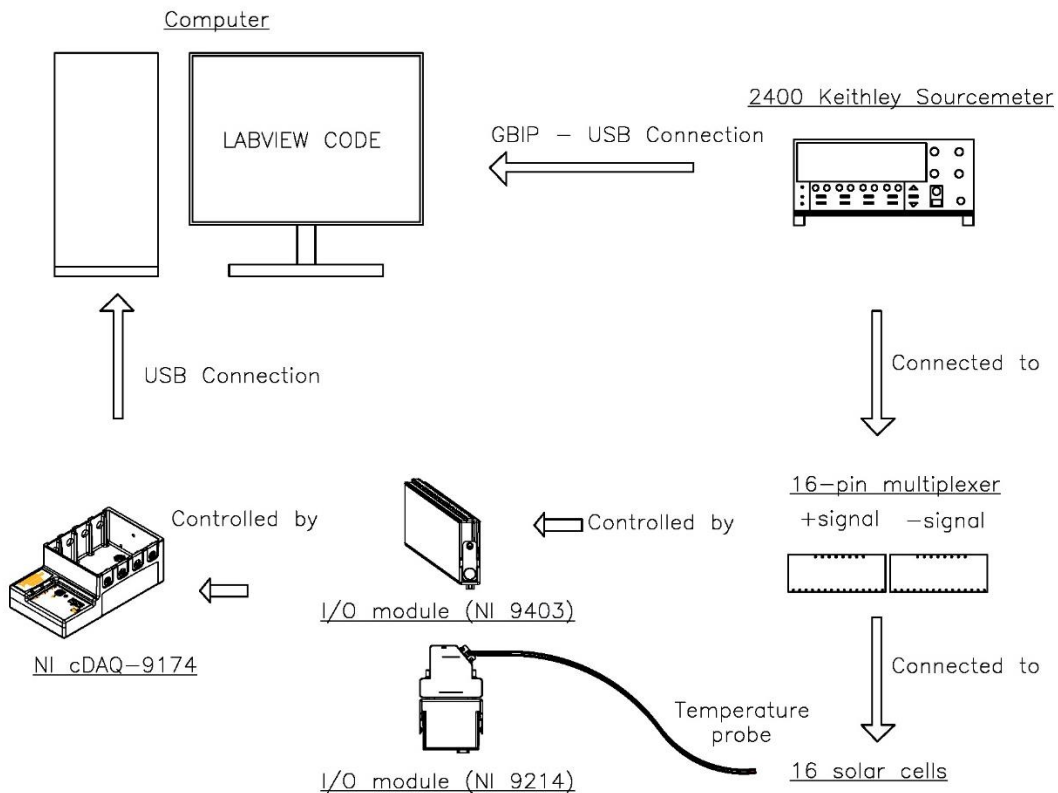 Computer
LABVIEW CODE
2400 Keithley Sourcemeter
GBIP - USB Connection
USB Connection
Connected to
16-pin multiplexer
+signal -signal
Controlled by
Controlled by
I/O module (NI 9403)
NI cDAQ-9174
Connected to
Temperature
probe
16 solar cells
I/O module (NI 9214)